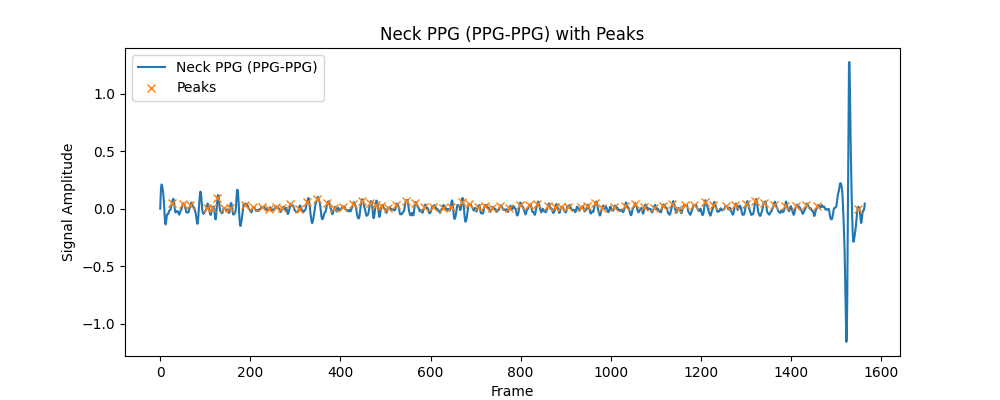 Neck PPG (PPG-PPG) with Peaks
Neck PPG (PPG-PPG)
Peaks
Signal Amplitude
1.0
0.5
0.0
−0.5
−1.0
0 200 400 600 800 1000 1200 1400 1600
Frame